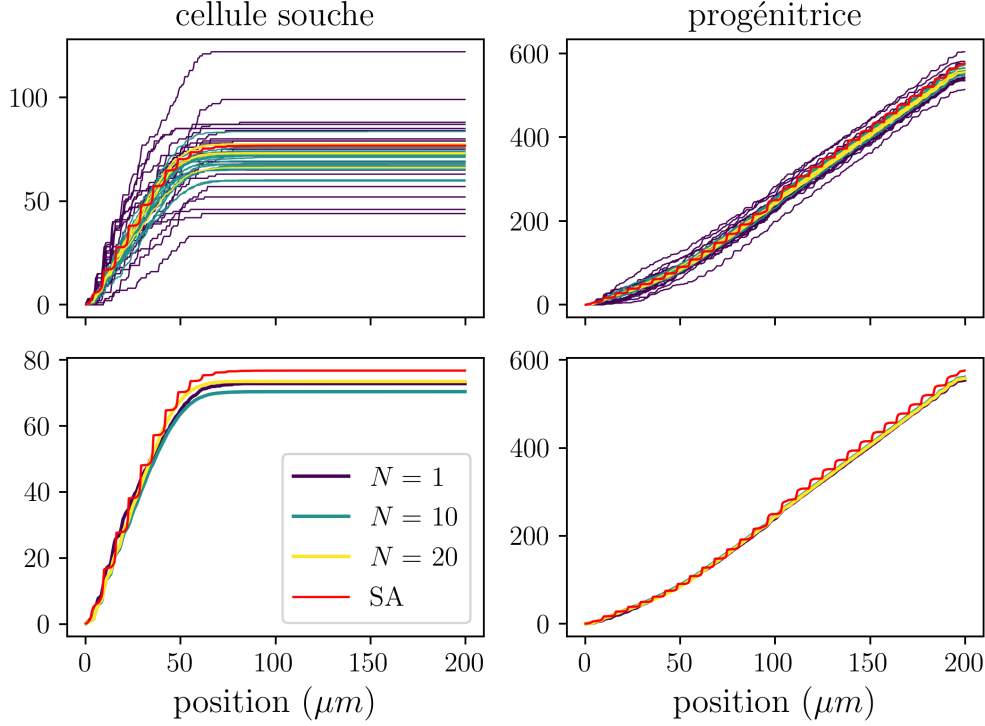 cellule souche
progénitrice
100
50
0
600
400
200
0
80
60
40
20
0
N = 1
N = 10
N = 20
SA
0 50 100 150 200
position (μm)
600
400
200
0
0 50 100 150 200
position (μm)